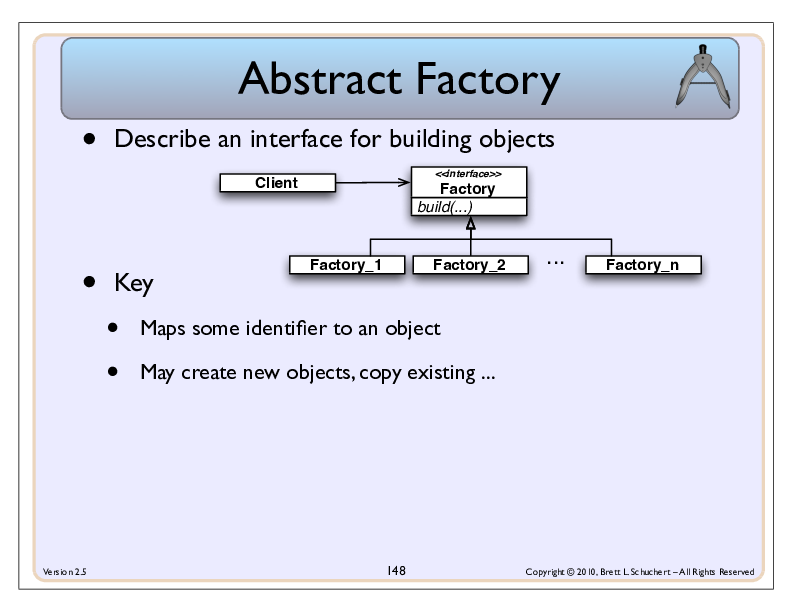 Abstract Factory
• Describe an interface for building objects
Client
<<interface>>
Factory
build(...)
Factory_1
Factory_2
...
Factory_n
• Key
• Maps some identifier to an object
• May create new objects, copy existing ...
Version 2.5
148
Copyright © 2010, Brett L. Schuchert – All Rights Reserved